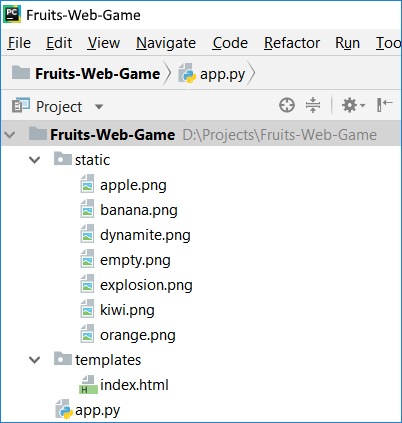 PC
Fruits-Web-Game
File Edit View Navigate Code Refactor Run Too
Fruits-Web-Game app.py
Project
Fruits-Web-Game D:\Projects\Fruits-Web-Game
static
apple.png
banana.png
dynamite.png
empty.png
explosion.png
kiwi.png
orange.png
templates
H index.html
app.py